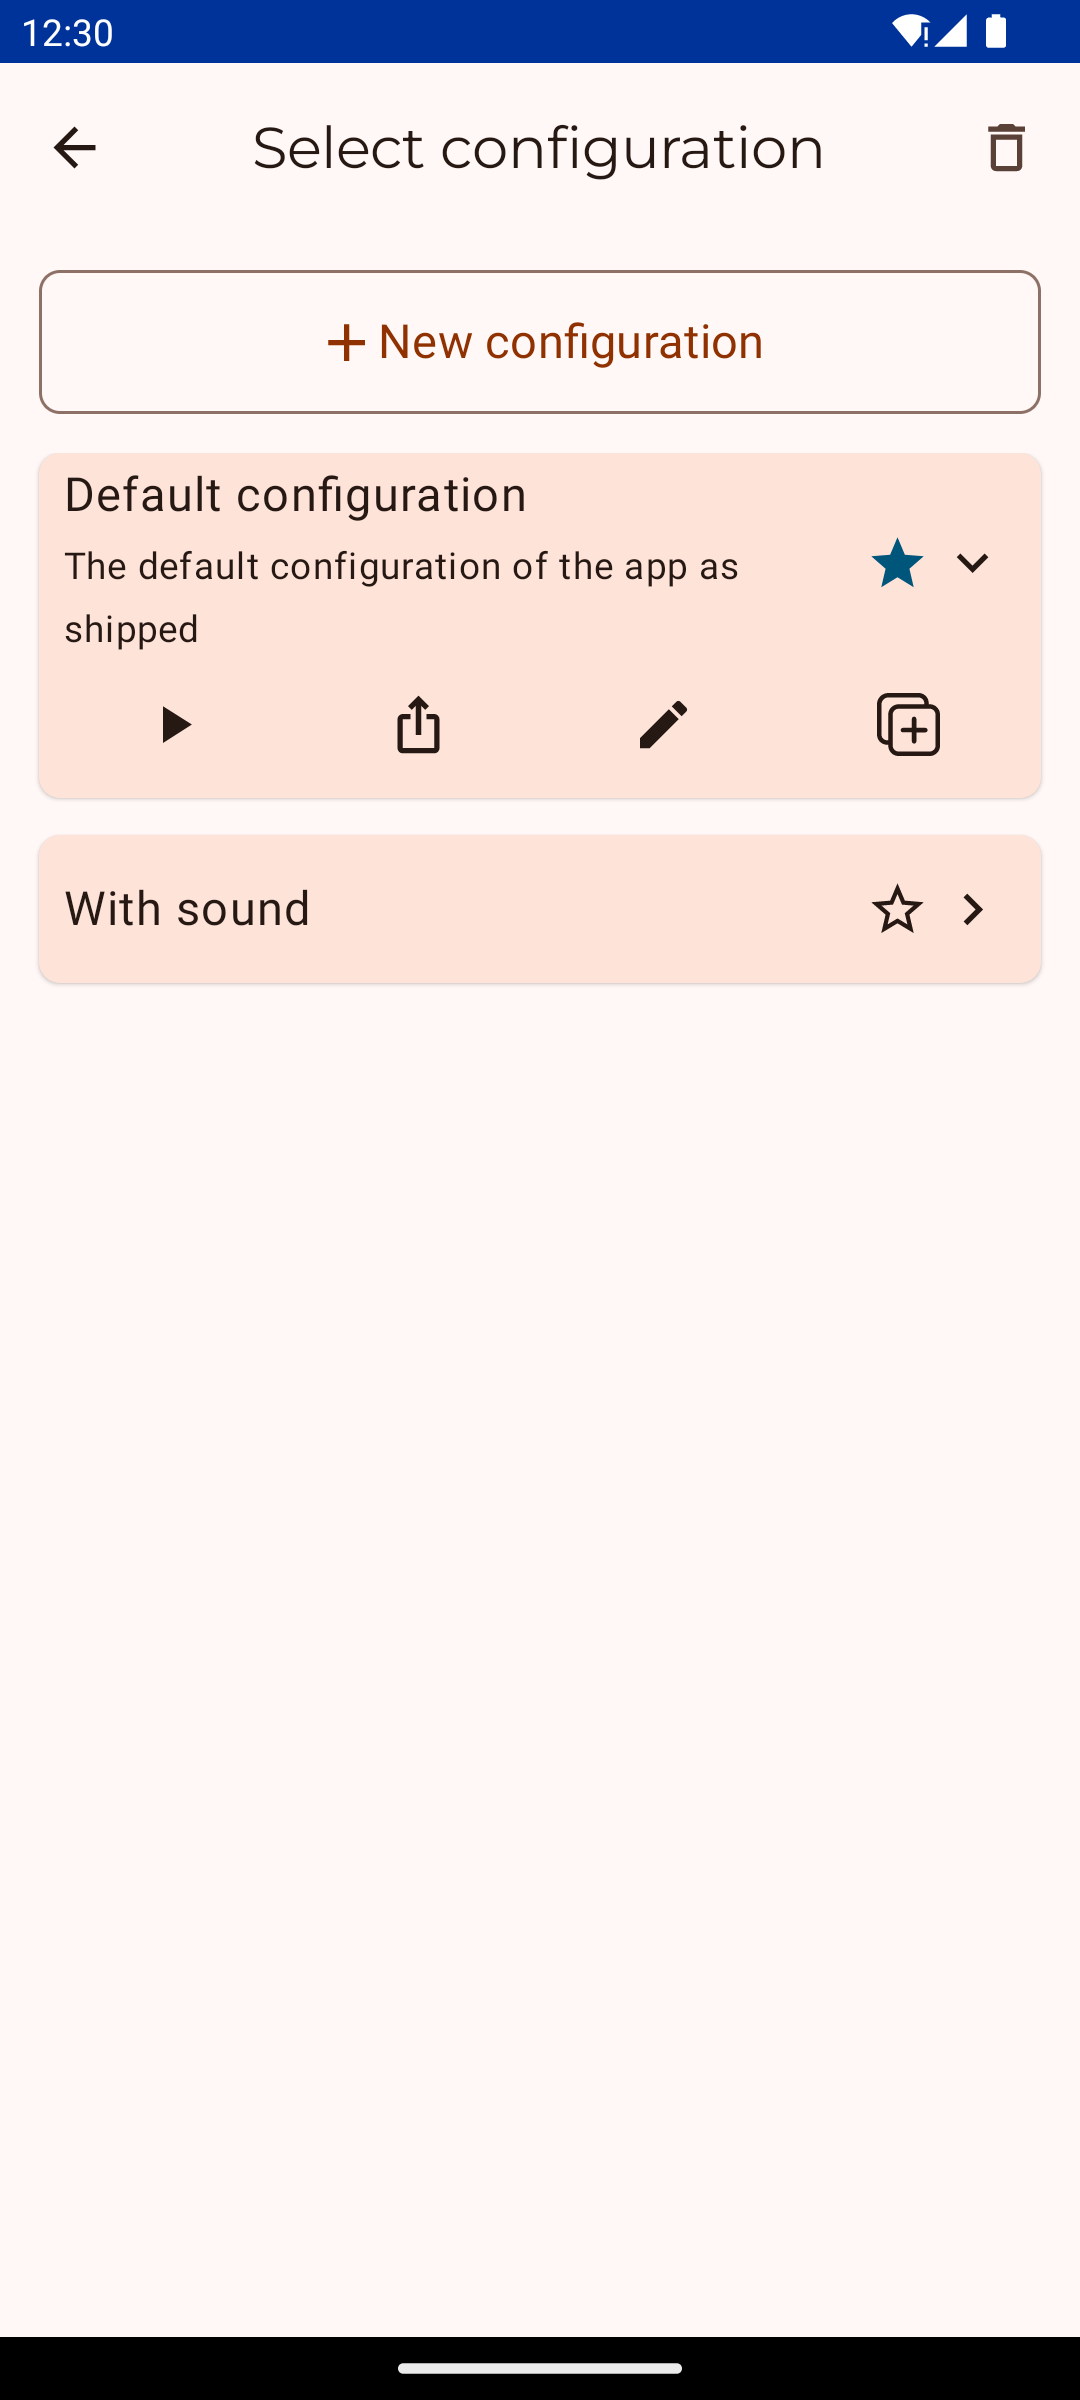 12:30
Select configuration
New configuration
Default configuration
The default configuration of the app as
shipped
With sound